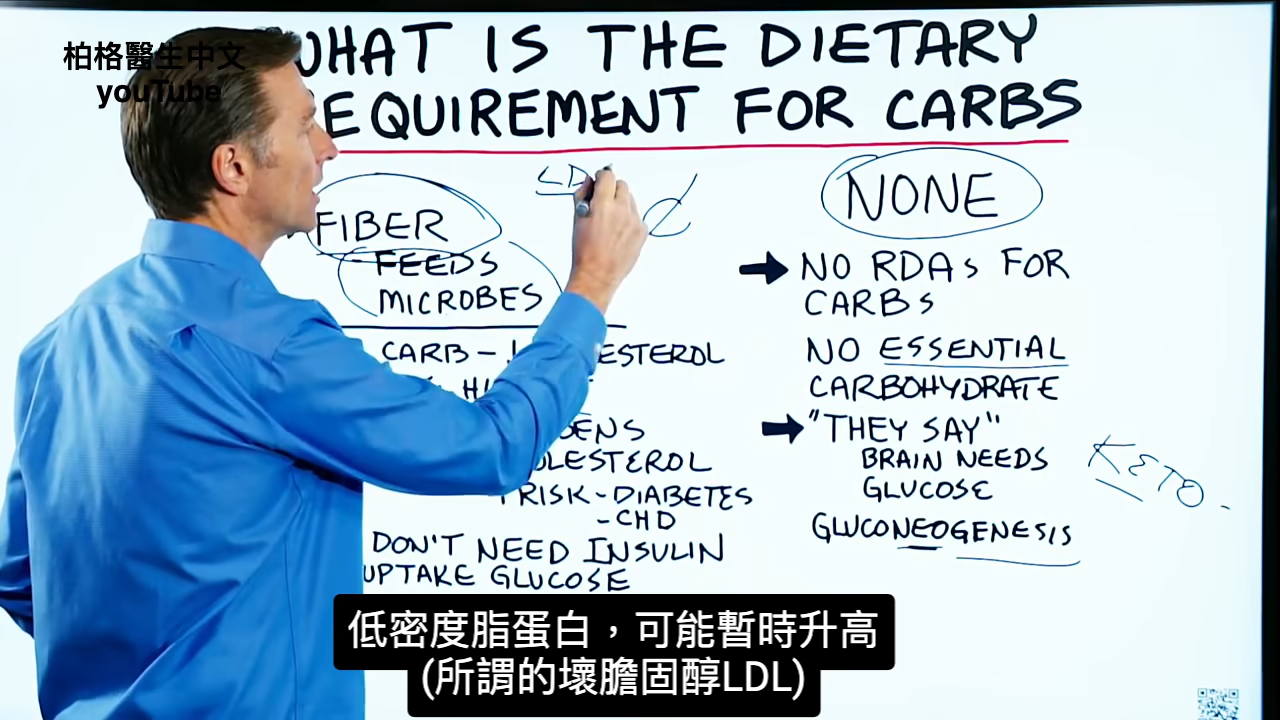 柏格醫生中文
youTube
WHAT IS THE DIETARY
EQUIREMENT FOR CARBS
LD
FIBER
FEEDS
MICROBES
CARB - ESTEROL
SENS
OLESTEROL
RISK - DIABETES
- CHD
DON'T NEED INSULIN
UPTAKE GLUCOSE
NONE
NO RDAs FOR
CARBS
NO ESSENTIAL
CARBOHYDRATE
"THEY SAY"
BRAIN NEEDS
GLUCOSE
GLUCONEOGENESIS
KETO
低密度脂蛋白，可能暫時升高
(所謂的壞膽固醇LDL)